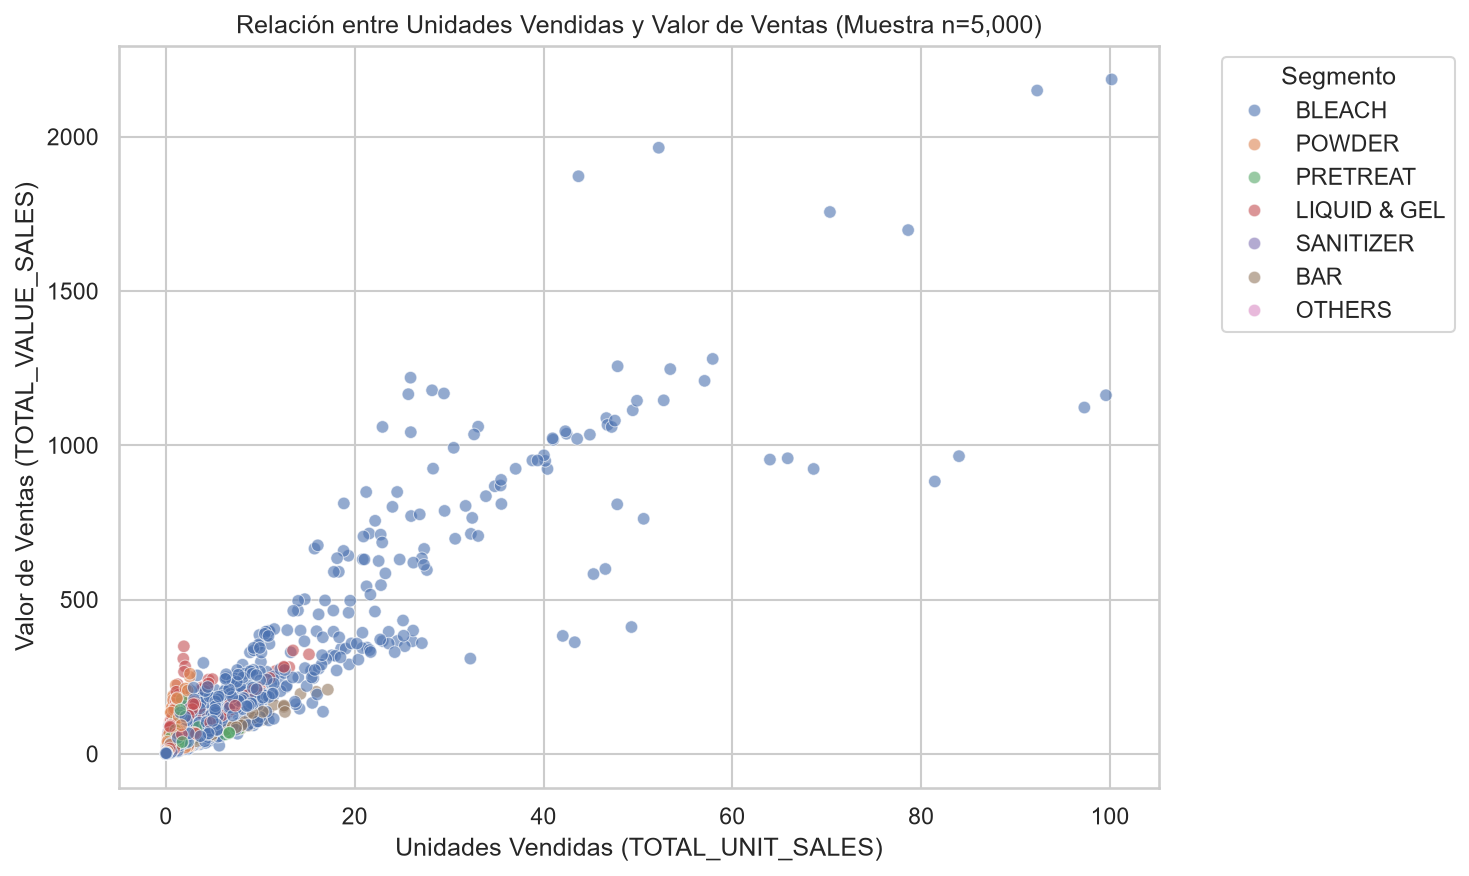 Relación entre Unidades Vendidas y Valor de Ventas (Muestra n=5,000)
Valor de Ventas (TOTAL_VALUE_SALES)
2000
1500
1000
500
0
0 20 40 60 80 100
Unidades Vendidas (TOTAL_UNIT_SALES)
Segmento
BLEACH
POWDER
PRETREAT
LIQUID & GEL
SANITIZER
BAR
OTHERS